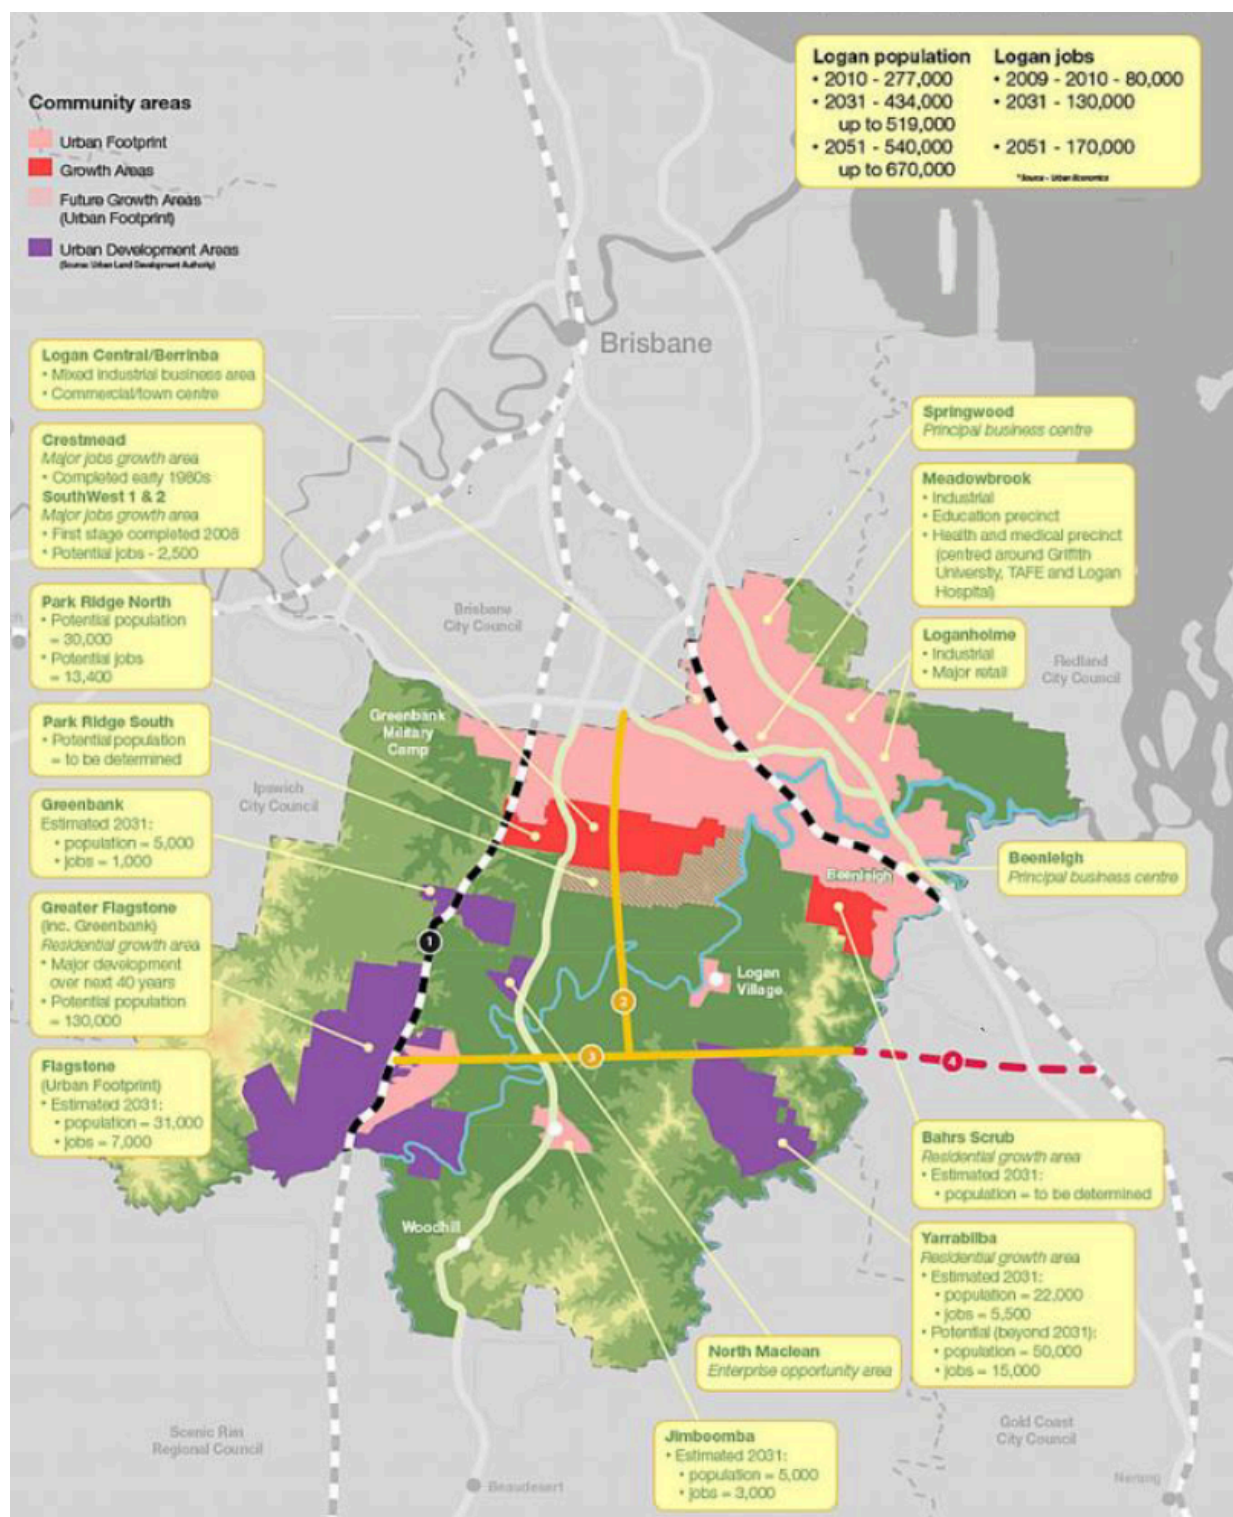 Logan population
• 2010 - 277,000
• 2031 - 434,000
up to 519,000
• 2051 - 540,000
up to 670,000
Logan jobs
• 2009 - 2010 - 80,000
• 2031 - 130,000
• 2051 - 170,000
*Source - Urban Economics
Community areas
Urban Footprint
Growth Areas
Future Growth Areas
(Urban Footprint)
Urban Development Areas
(Source: Urban Land Development Authority)
Brisbane
Logan Central/Berrinba
• Mixed industrial business area
• Commercial/town centre
Crestmead
Major jobs growth area
• Completed early 1980s
SouthWest 1 & 2
Major jobs growth area
• First stage completed 2008
• Potential jobs - 2,500
Park Ridge North
• Potential population
= 30,000
• Potential jobs
= 13,400
Park Ridge South
• Potential population
= to be determined
Greenbank
Estimated 2031:
• population = 5,000
• jobs = 1,000
Greater Flagstone
(inc. Greenbank)
Residential growth area
• Major development
over next 40 years
• Potential population
= 130,000
Flagstone
(Urban Footprint)
• Estimated 2031:
• population = 31,000
• jobs = 7,000
Springwood
Principal business centre
Meadowbrook
• Industrial
• Education precinct
• Health and medical precinct
(centred around Griffith
University, TAFE and Logan
Hospital)
Loganholme
• Industrial
• Major retail
Brisbane
City Council
Redland
City Council
Greenbank
Military
Camp
Ipswich
City Council
Beenleigh
Beenleigh
Principal business centre
1
Logan
Village
2
3
4
Bahrs Scrub
Residential growth area
• Estimated 2031:
• population = to be determined
Woodhill
Yarrabilba
Residential growth area
• Estimated 2031:
• population = 22,000
• jobs = 5,500
• Potential (beyond 2031):
• population = 50,000
• jobs = 15,000
North Maclean
Enterprise opportunity area
Jimboomba
• Estimated 2031:
• population = 5,000
• jobs = 3,000
Scenic Rim
Regional Council
Gold Coast
City Council
Beaudesert
Nerang